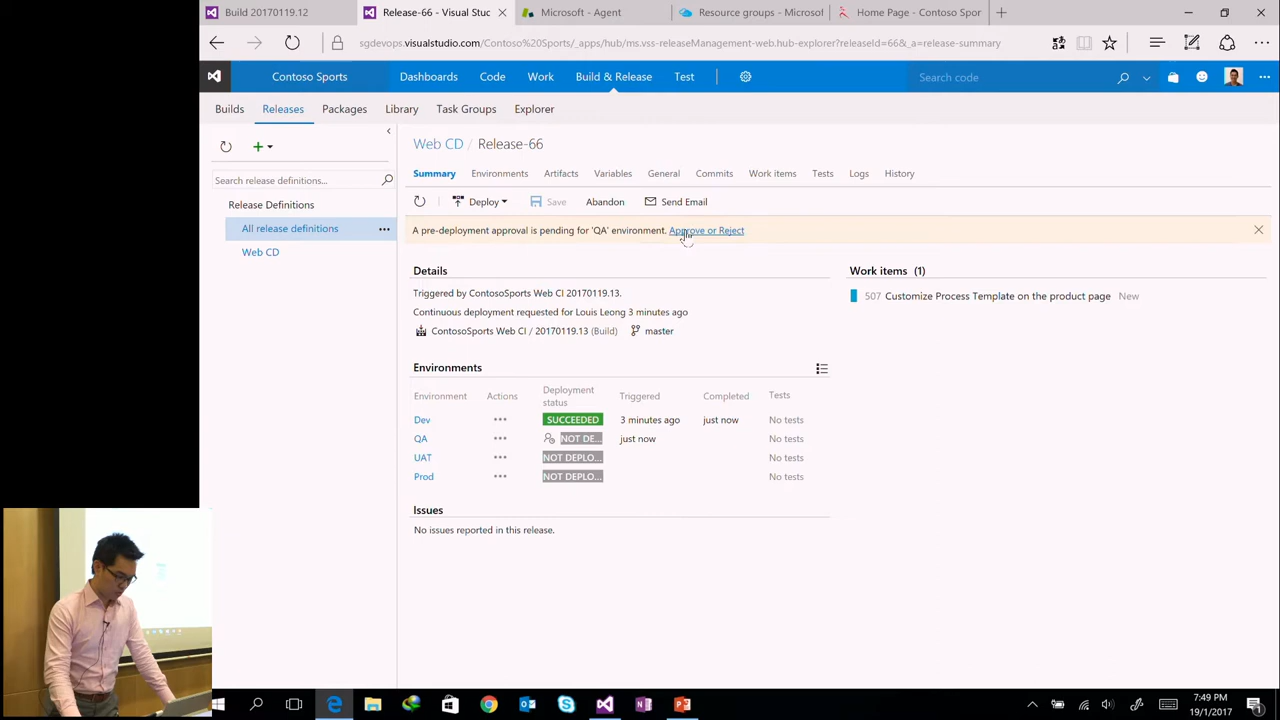 Build 20170119.12
Release-66 - Visual Stuc
Microsoft - Agent
Resource groups - Microsof
Home Page - Contoso Spor
sgdevops.visualstudio.com/Contoso%20Sports/_apps/hub/ms.vss-releaseManagement-web.hub-explorer?releaseId=66&_a=release-summary
Contoso Sports Dashboards Code Work Build & Release Test Search code
Builds Releases Packages Library Task Groups Explorer
Web CD / Release-66
Search release definitions...
Summary Environments Artifacts Variables General Commits Work items Tests Logs History
Release Definitions
Deploy Save Abandon Send Email
All release definitions
A pre-deployment approval is pending for 'QA' environment. Approve or Reject
Web CD
Details
Triggered by ContosoSports Web CI 20170119.13.
Continuous deployment requested for Louis Leong 3 minutes ago
ContosoSports Web CI / 20170119.13 (Build) master
Work items (1)
507 Customize Process Template on the product page New
Environments
Environment Actions Deployment status Triggered Completed Tests
Dev ... SUCCEEDED 3 minutes ago just now No tests
QA ... NOT DE... just now No tests
UAT ... NOT DEPLO... No tests
Prod ... NOT DEPLO... No tests
Issues
No issues reported in this release.
7:49 PM
19/1/2017